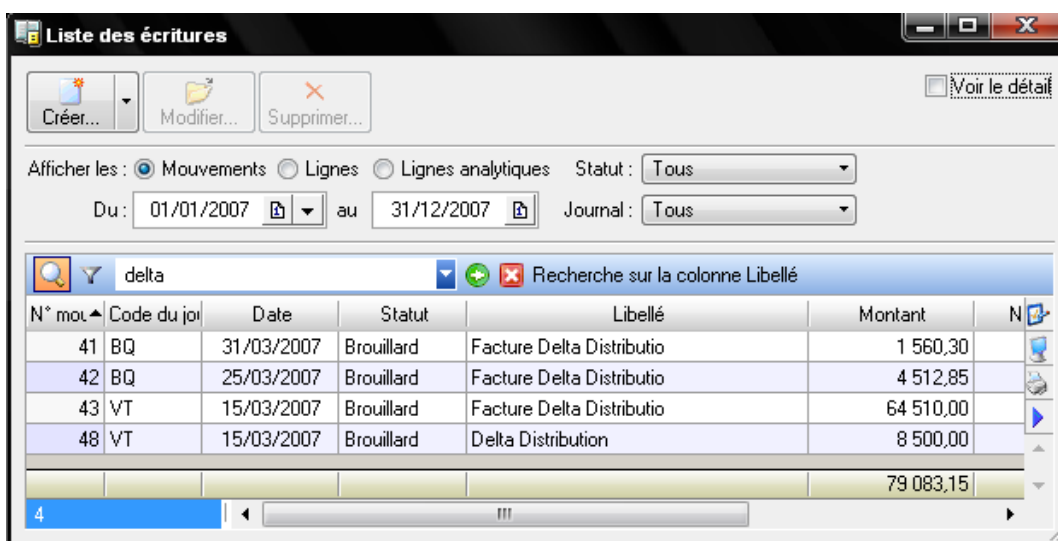 Liste des écritures
Créer... Modifier... Supprimer... Voir le détail
Afficher les : Mouvements Lignes Lignes analytiques Statut : Tous
Du : 01/01/2007 au 31/12/2007 Journal : Tous
delta Recherche sur la colonne Libellé
N° mou Code du jou Date Statut Libellé Montant N
41 BQ 31/03/2007 Brouillard Facture Delta Distributio 1 560,30
42 BQ 25/03/2007 Brouillard Facture Delta Distributio 4 512,85
43 VT 15/03/2007 Brouillard Facture Delta Distributio 64 510,00
48 VT 15/03/2007 Brouillard Delta Distribution 8 500,00
79 083,15
4